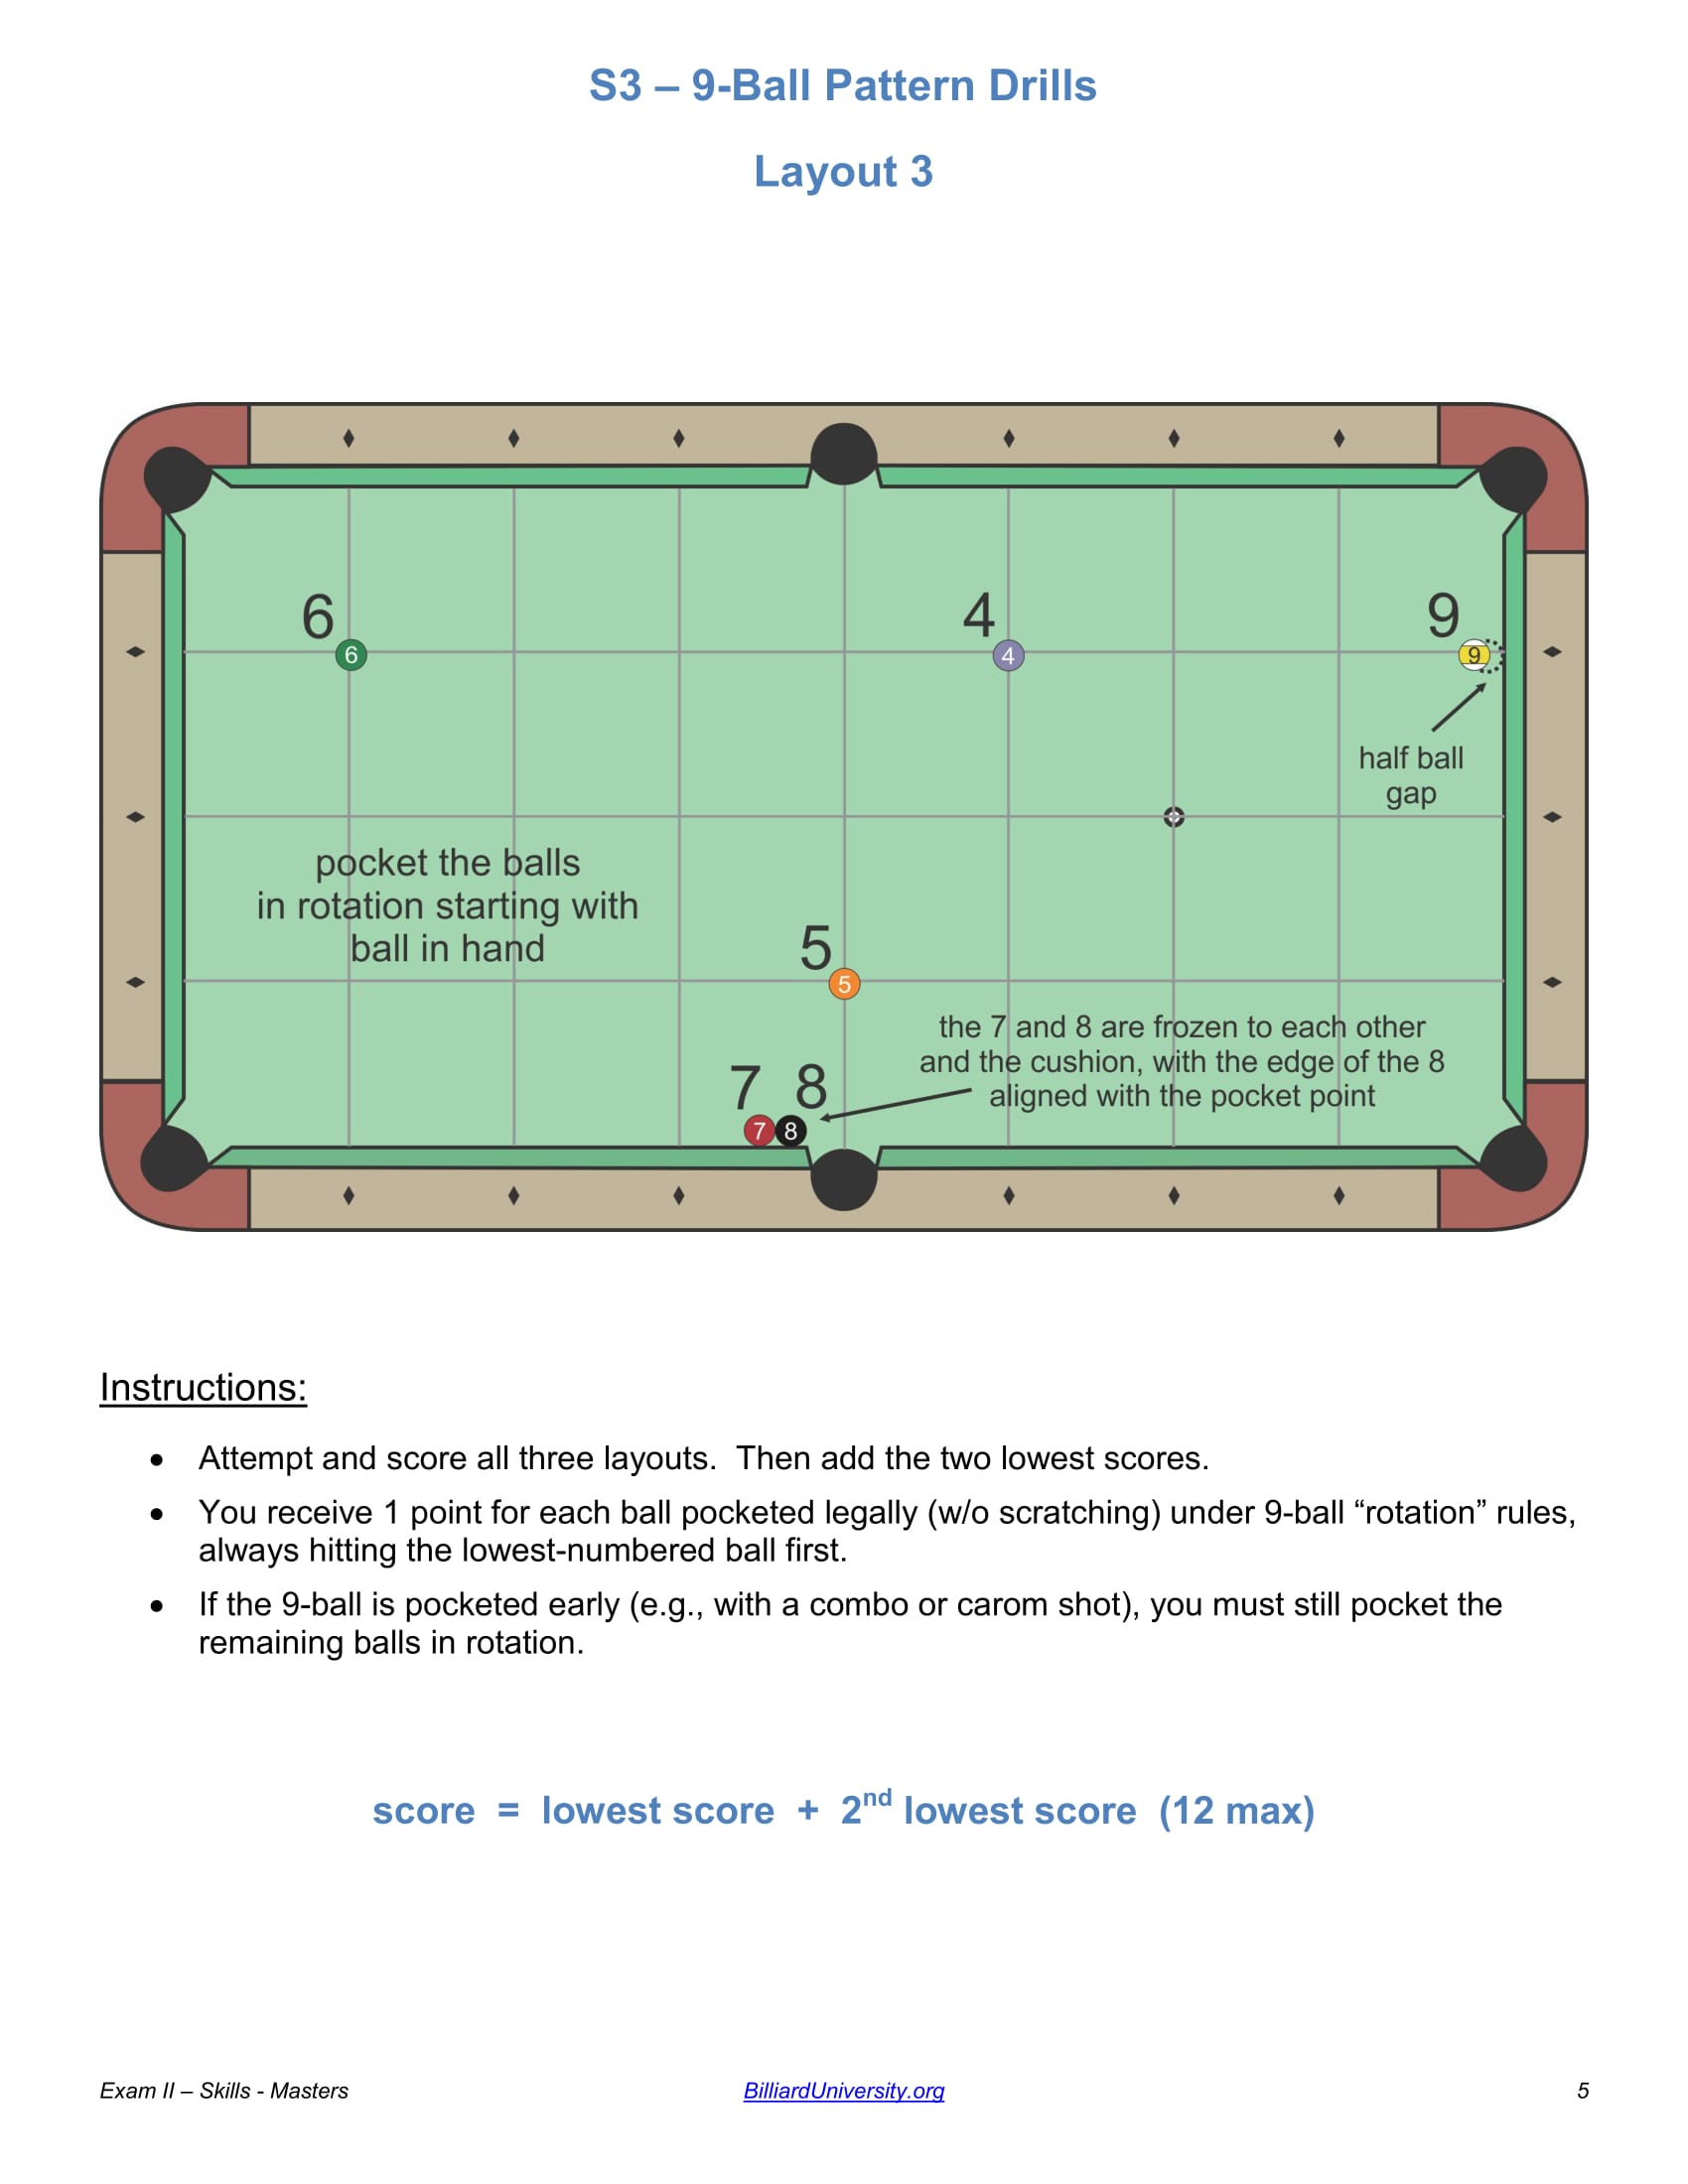 S3 – 9-Ball Pattern Drills
Layout 3
6
4
9
6
4
9
half ball
gap
pocket the balls
in rotation starting with
ball in hand
5
5
the 7 and 8 are frozen to each other
and the cushion, with the edge of the 8
aligned with the pocket point
7 8
7 8
Instructions:
• Attempt and score all three layouts.  Then add the two lowest scores.
• You receive 1 point for each ball pocketed legally (w/o scratching) under 9-ball “rotation” rules,
always hitting the lowest-numbered ball first.
• If the 9-ball is pocketed early (e.g., with a combo or carom shot), you must still pocket the
remaining balls in rotation.
score = lowest score + 2nd lowest score (12 max)
Exam II – Skills - Masters BilliardUniversity.org 5